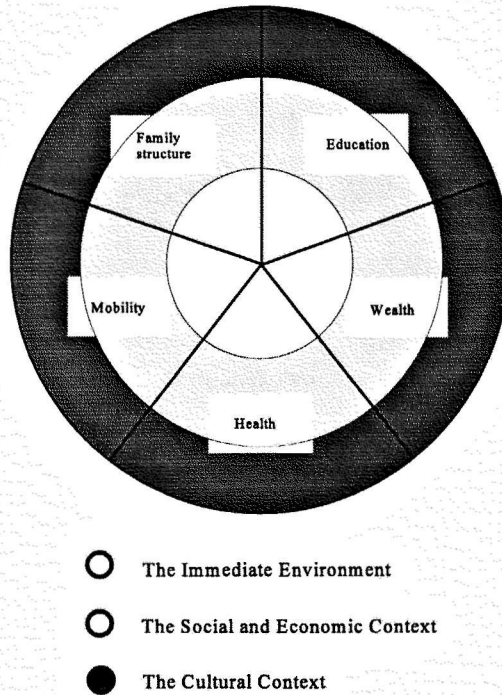 Family
structure
Education
Mobility
Wealth
Health
The Immediate Environment
The Social and Economic Context
The Cultural Context